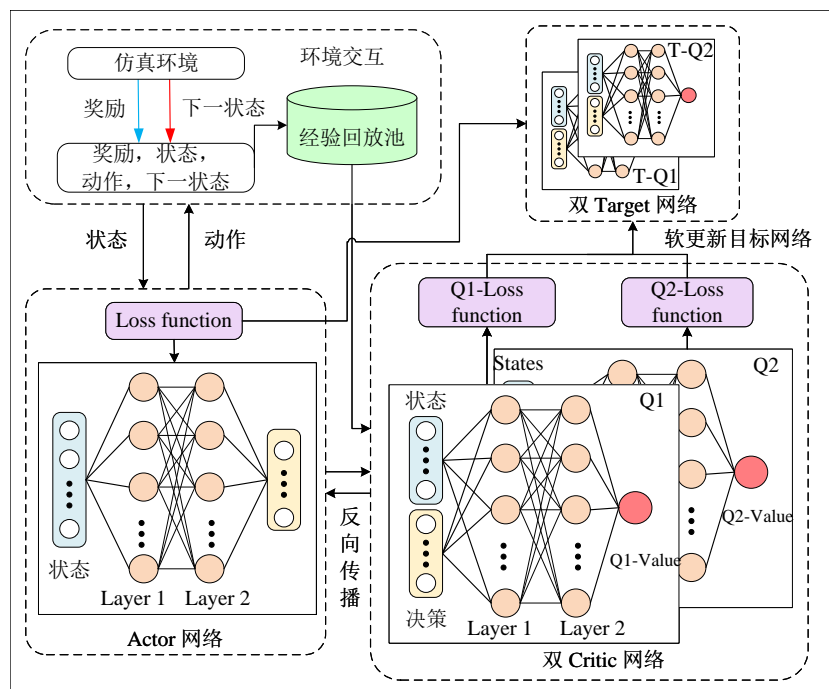 仿真环境
环境交互
奖励
下一状态
奖励，状态，
动作，下一状态
经验回放池
T-Q2
T-Q1
双 Target 网络
状态
动作
软更新目标网络
Loss function
Q1-Loss
function
Q2-Loss
function
状态
Layer 1
Layer 2
Actor 网络
反向传播
States
Q2
Q2-Value
状态
Q1
Q1-Value
决策
Layer 1
Layer 2
双 Critic 网络